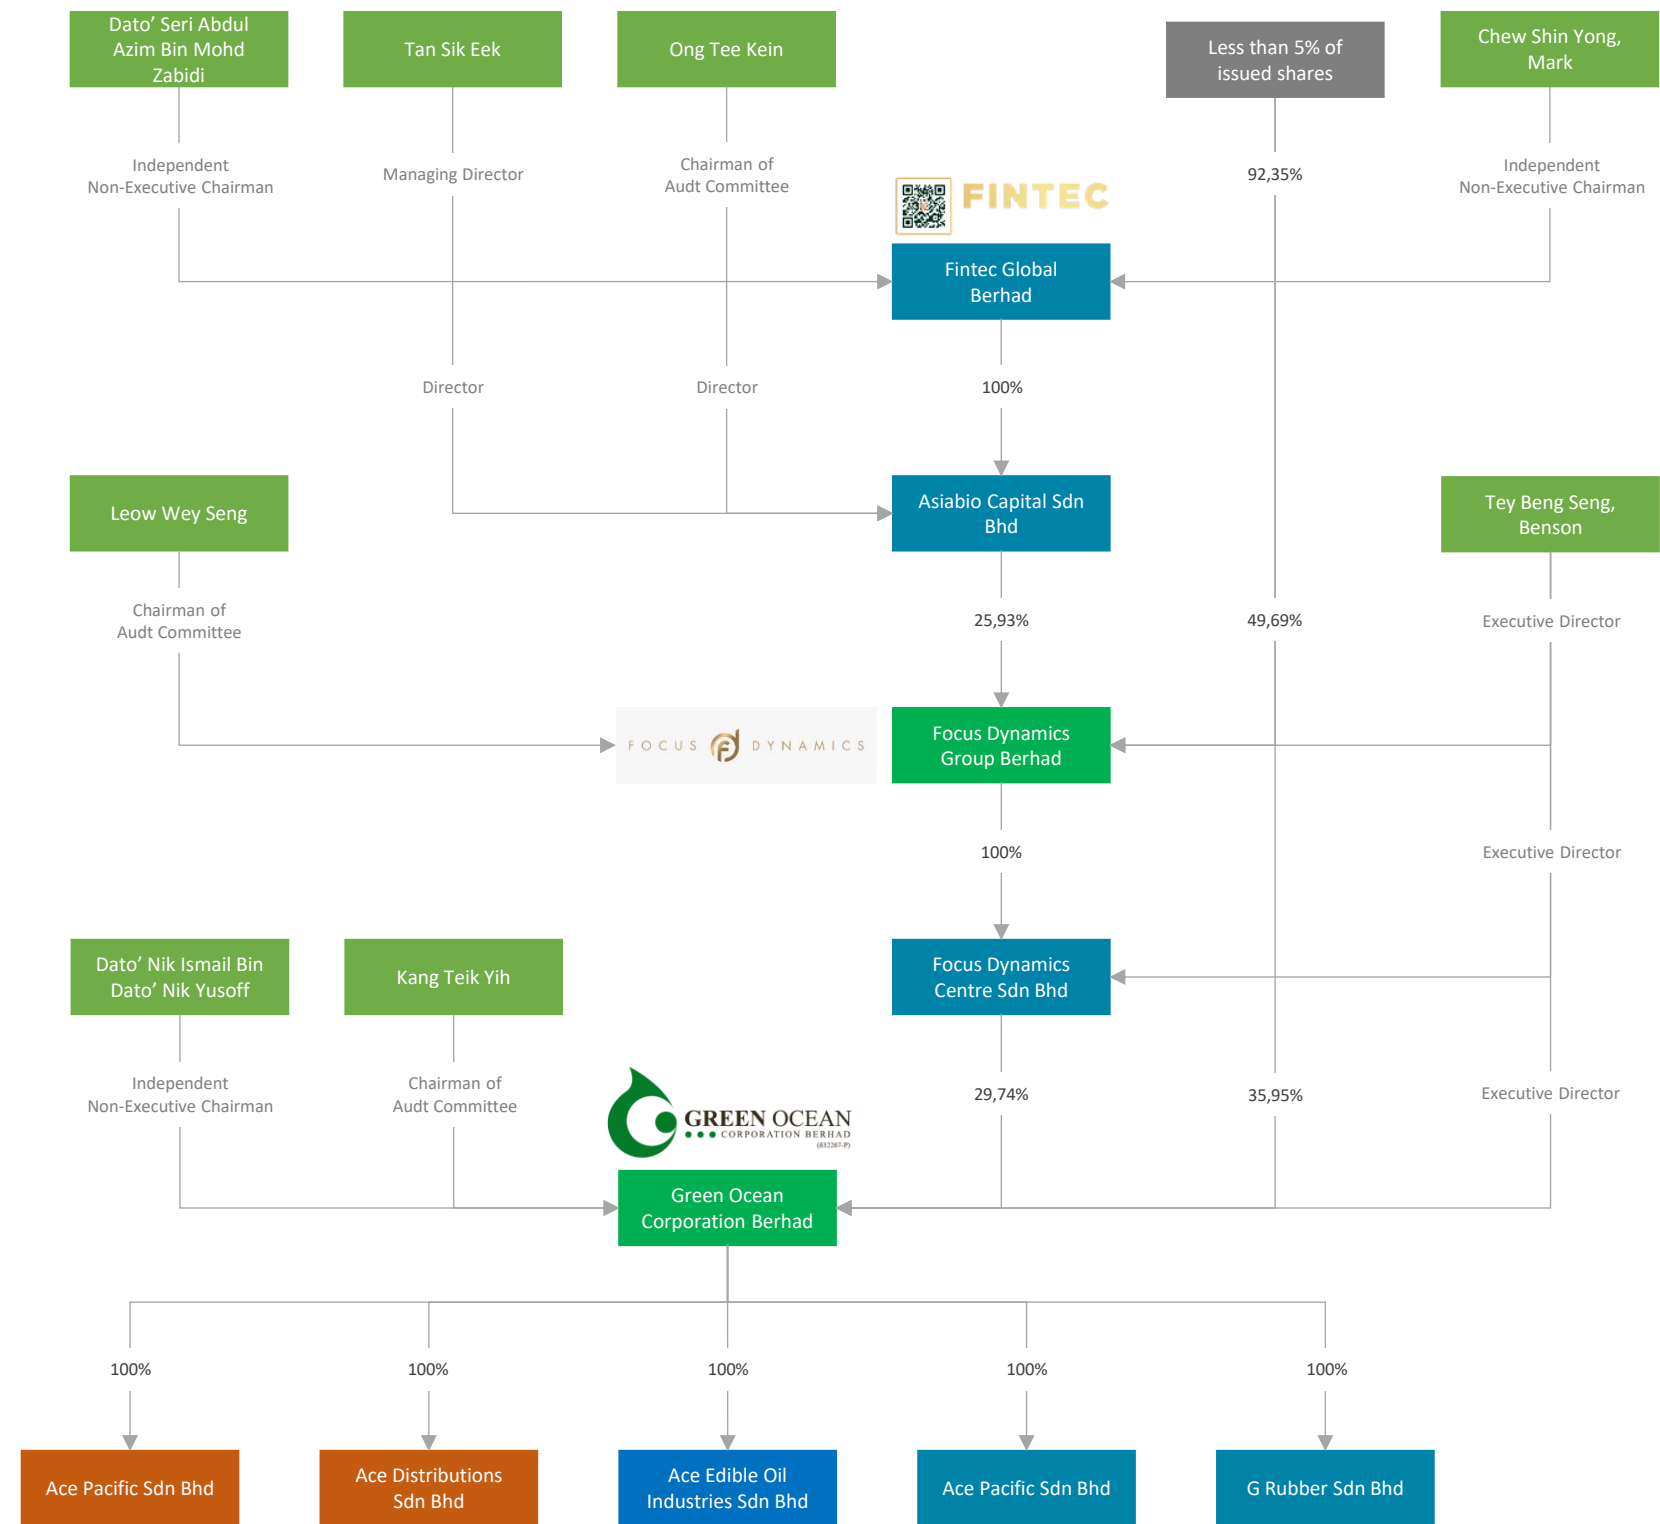 Dato’ Seri Abdul
Azim Bin Mohd
Zabidi
Tan Sik Eek
Ong Tee Kein
Less than 5% of
issued shares
Chew Shin Yong,
Mark
Independent
Non-Executive Chairman
Managing Director
Chairman of
Audt Committee
92,35%
Independent
Non-Executive Chairman
FINTEC
Fintec Global
Berhad
Director
Director
100%
Leow Wey Seng
Asiabio Capital Sdn
Bhd
Tey Beng Seng,
Benson
Chairman of
Audt Committee
25,93%
49,69%
Executive Director
FOCUS DYNAMICS
Focus Dynamics
Group Berhad
100%
Executive Director
Dato’ Nik Ismail Bin
Dato’ Nik Yusoff
Kang Teik Yih
Focus Dynamics
Centre Sdn Bhd
Independent
Non-Executive Chairman
Chairman of
Audt Committee
GREEN OCEAN
CORPORATION BERHAD
(632267-P)
29,74%
35,95%
Executive Director
Green Ocean
Corporation Berhad
100%
100%
100%
100%
100%
Ace Pacific Sdn Bhd
Ace Distributions
Sdn Bhd
Ace Edible Oil
Industries Sdn Bhd
Ace Pacific Sdn Bhd
G Rubber Sdn Bhd